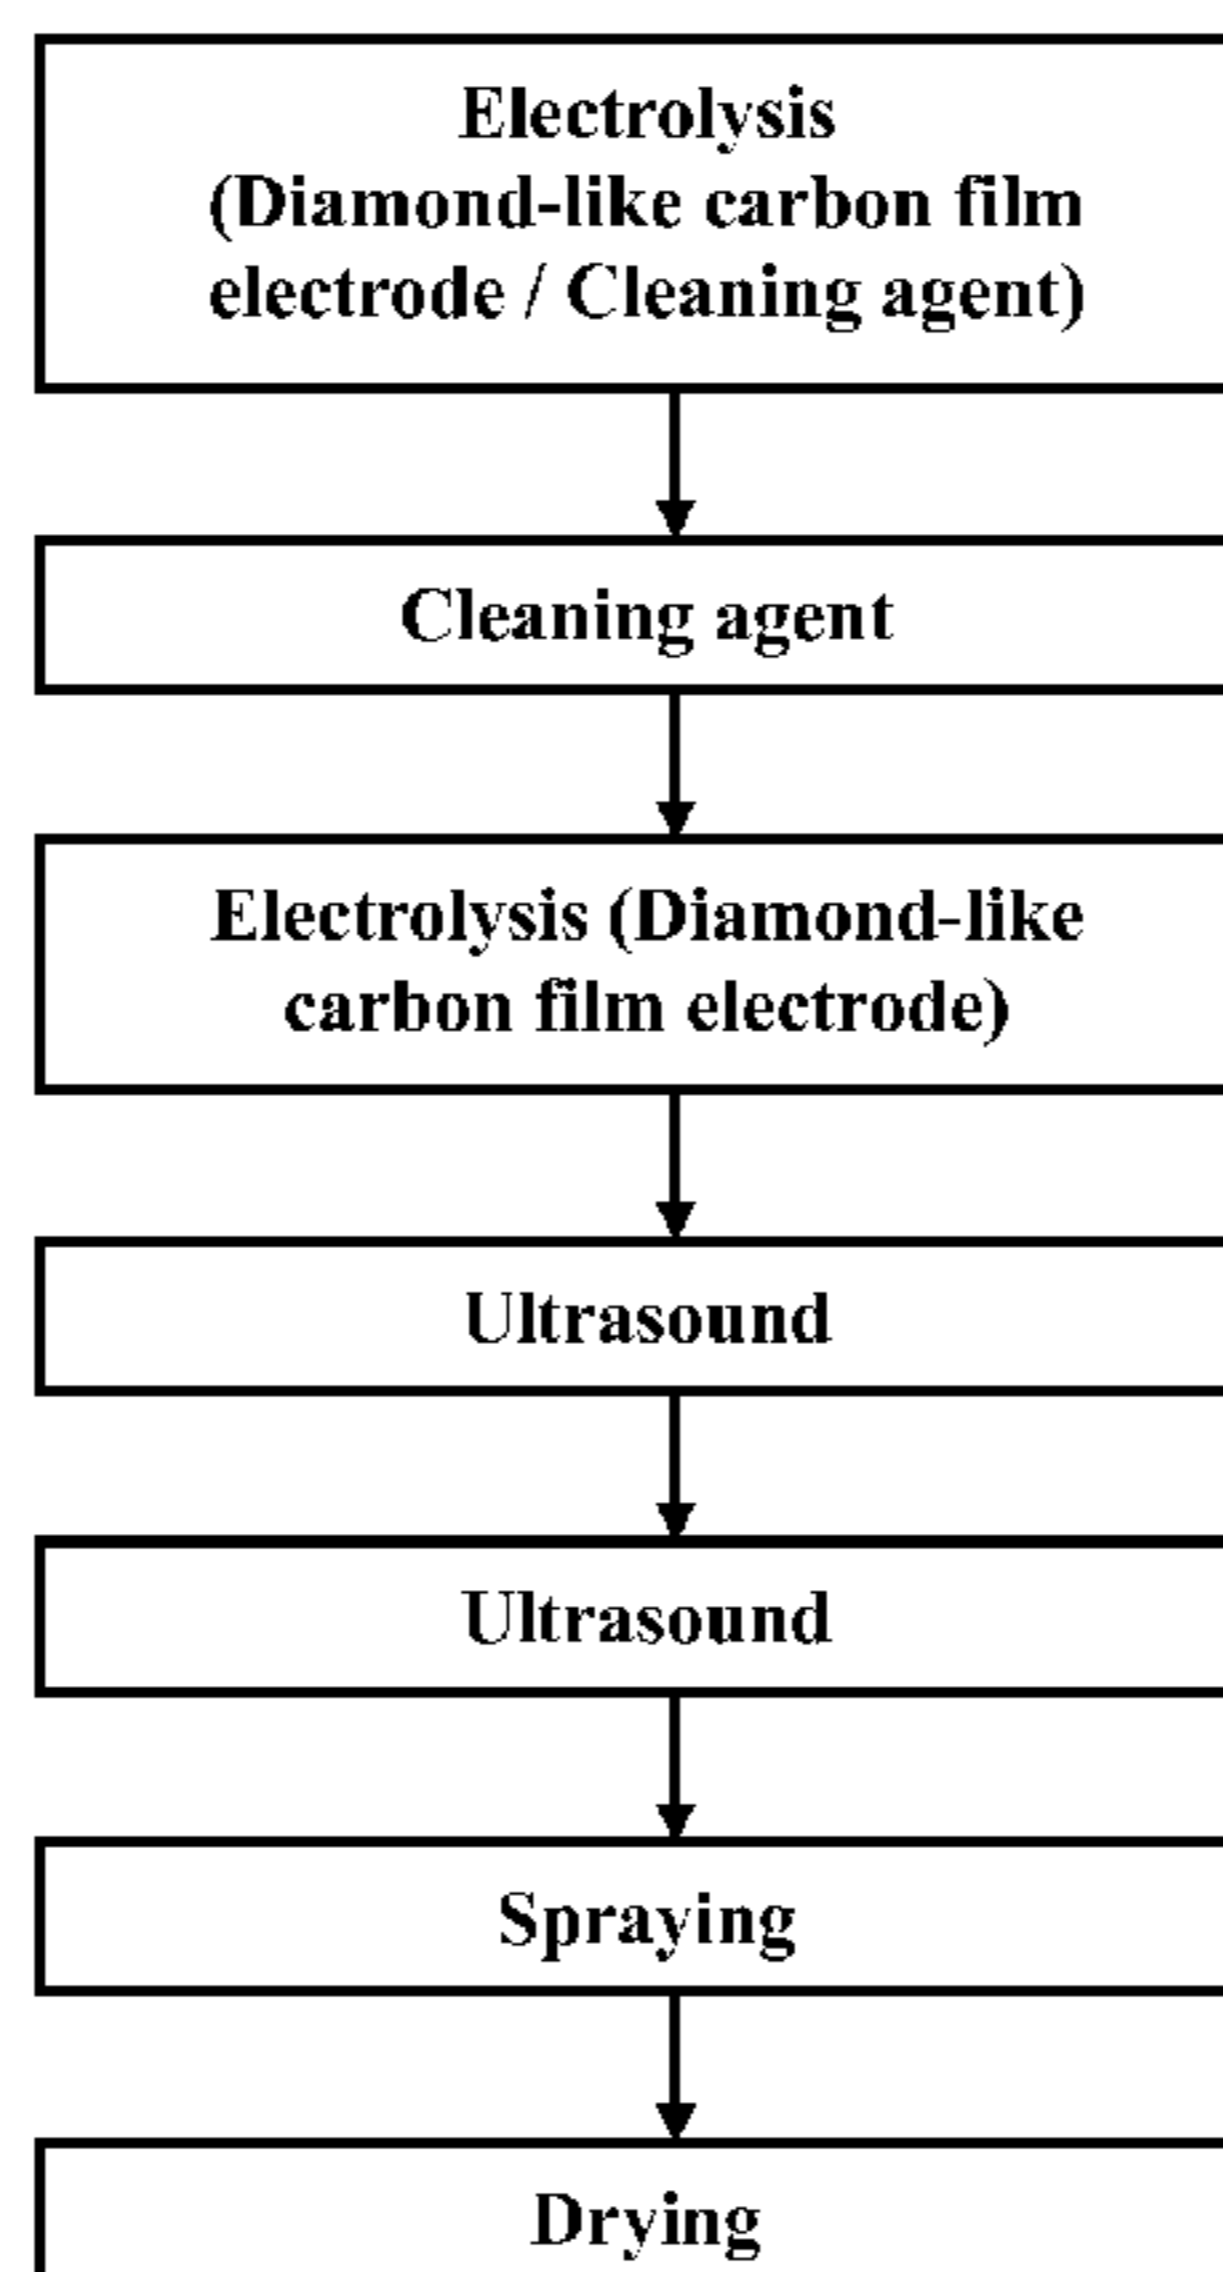 Electrolysis
(Diamond-like carbon film
electrode / Cleaning agent)
Cleaning agent
Electrolysis (Diamond-like
carbon film electrode)
Ultrasound
Ultrasound
Spraying
Drying